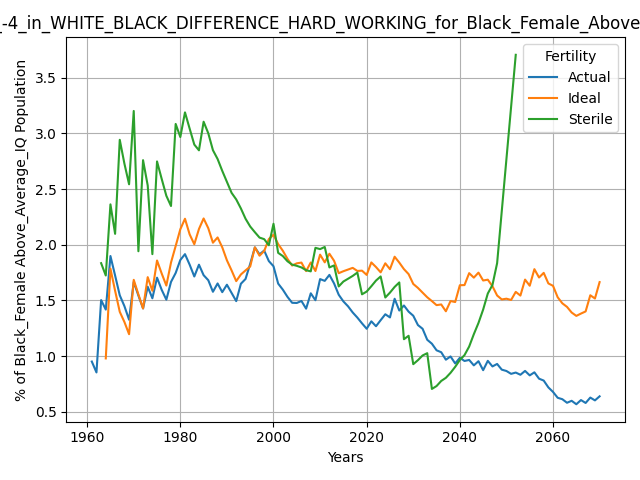 _-4_in_WHITE_BLACK_DIFFERENCE_HARD_WORKING_for_Black_Female_Above
Fertility
Actual
Ideal
Sterile
% of Black_Female Above_Average_IQ Population
3.5
3.0
2.5
2.0
1.5
1.0
0.5
1960
1980
2000
2020
2040
2060
Years